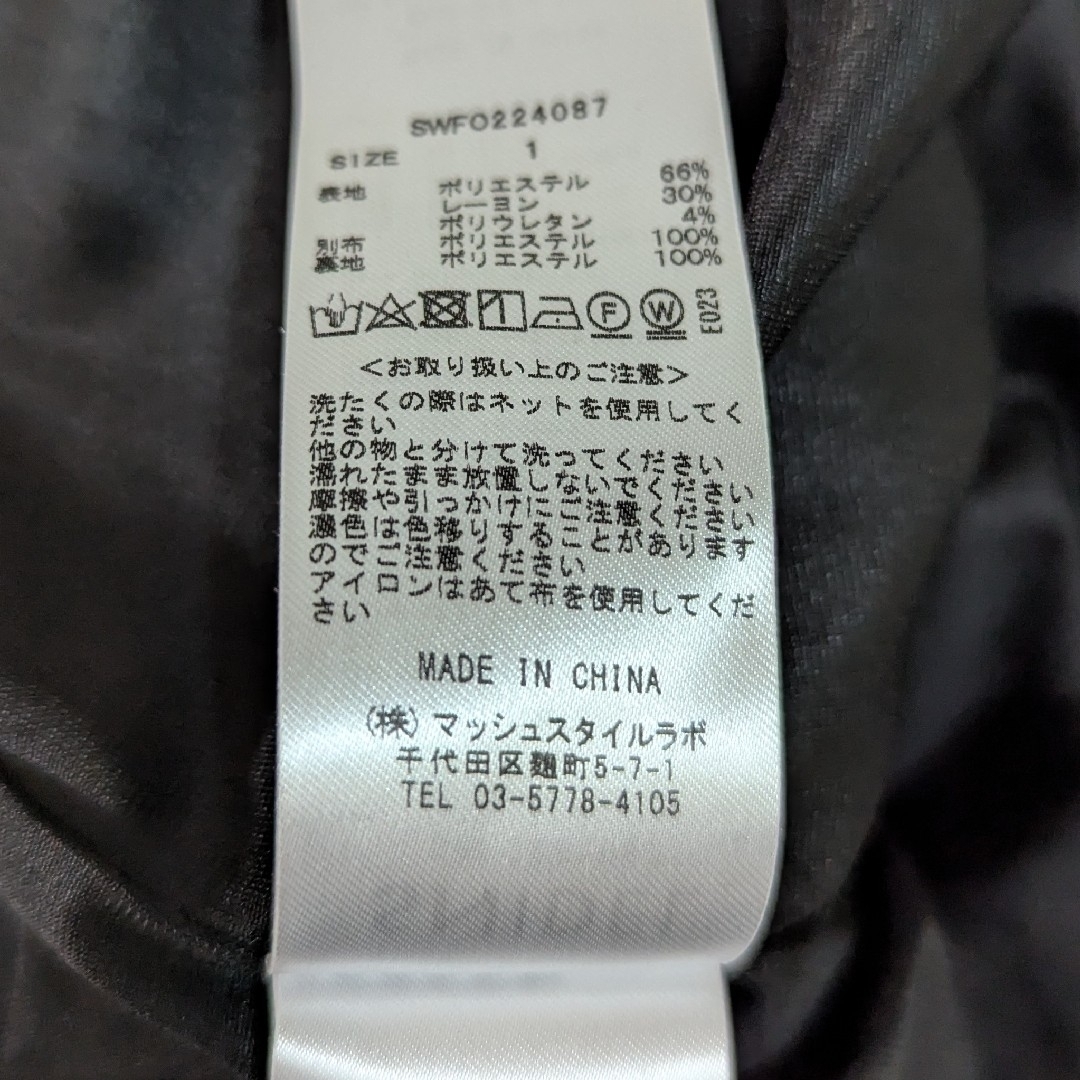 SWFO224087
SIZE 1
表地 ポリエステル 66%
レーヨン 30%
ポリウレタン 4%
別布 ポリエステル 100%
裏地 ポリエステル 100%
F W E023
<お取り扱い上のご注意>
洗たくの際はネットを使用してく
ださい
他の物と分けて洗ってください
濡れたまま放置しないでください
摩擦や引っかけにご注意ください
濃色は色移りすることがあります
のでご注意ください
アイロンはあて布を使用してくだ
さい
MADE IN CHINA
(株)マッシュスタイルラボ
千代田区麹町5-7-1
TEL 03-5778-4105